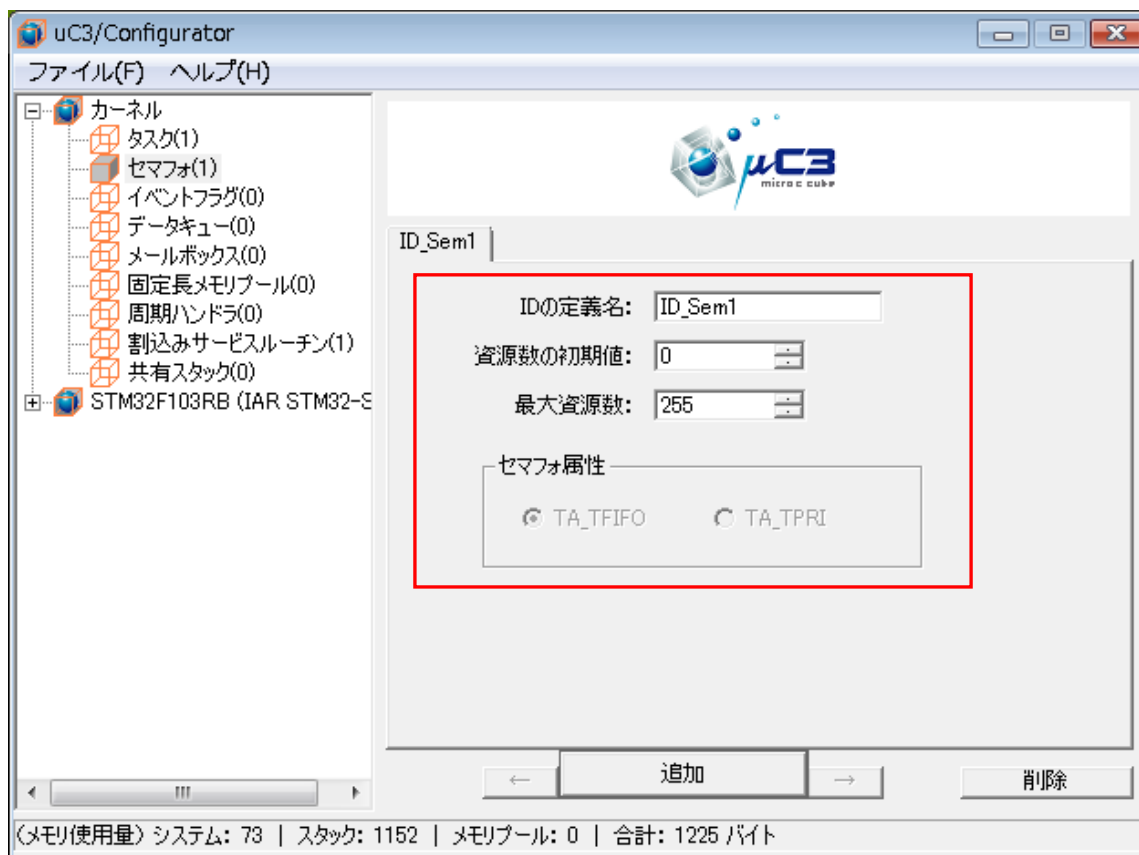 uC3/Configurator
ファイル(F) ヘルプ(H)
カーネル
タスク(1)
セマフォ(1)
イベントフラグ(0)
データキュー(0)
メールボックス(0)
固定長メモリプール(0)
周期ハンドラ(0)
割込みサービスルーチン(1)
共有スタック(0)
STM32F103RB (IAR STM32-S
μC3
micro c cube
ID_Sem1
IDの定義名: ID_Sem1
資源数の初期値: 0
最大資源数: 255
セマフォ属性
TA_TFIFO TA_TPRI
← 追加 → 削除
(メモリ使用量) システム: 73 | スタック: 1152 | メモリプール: 0 | 合計: 1225 バイト